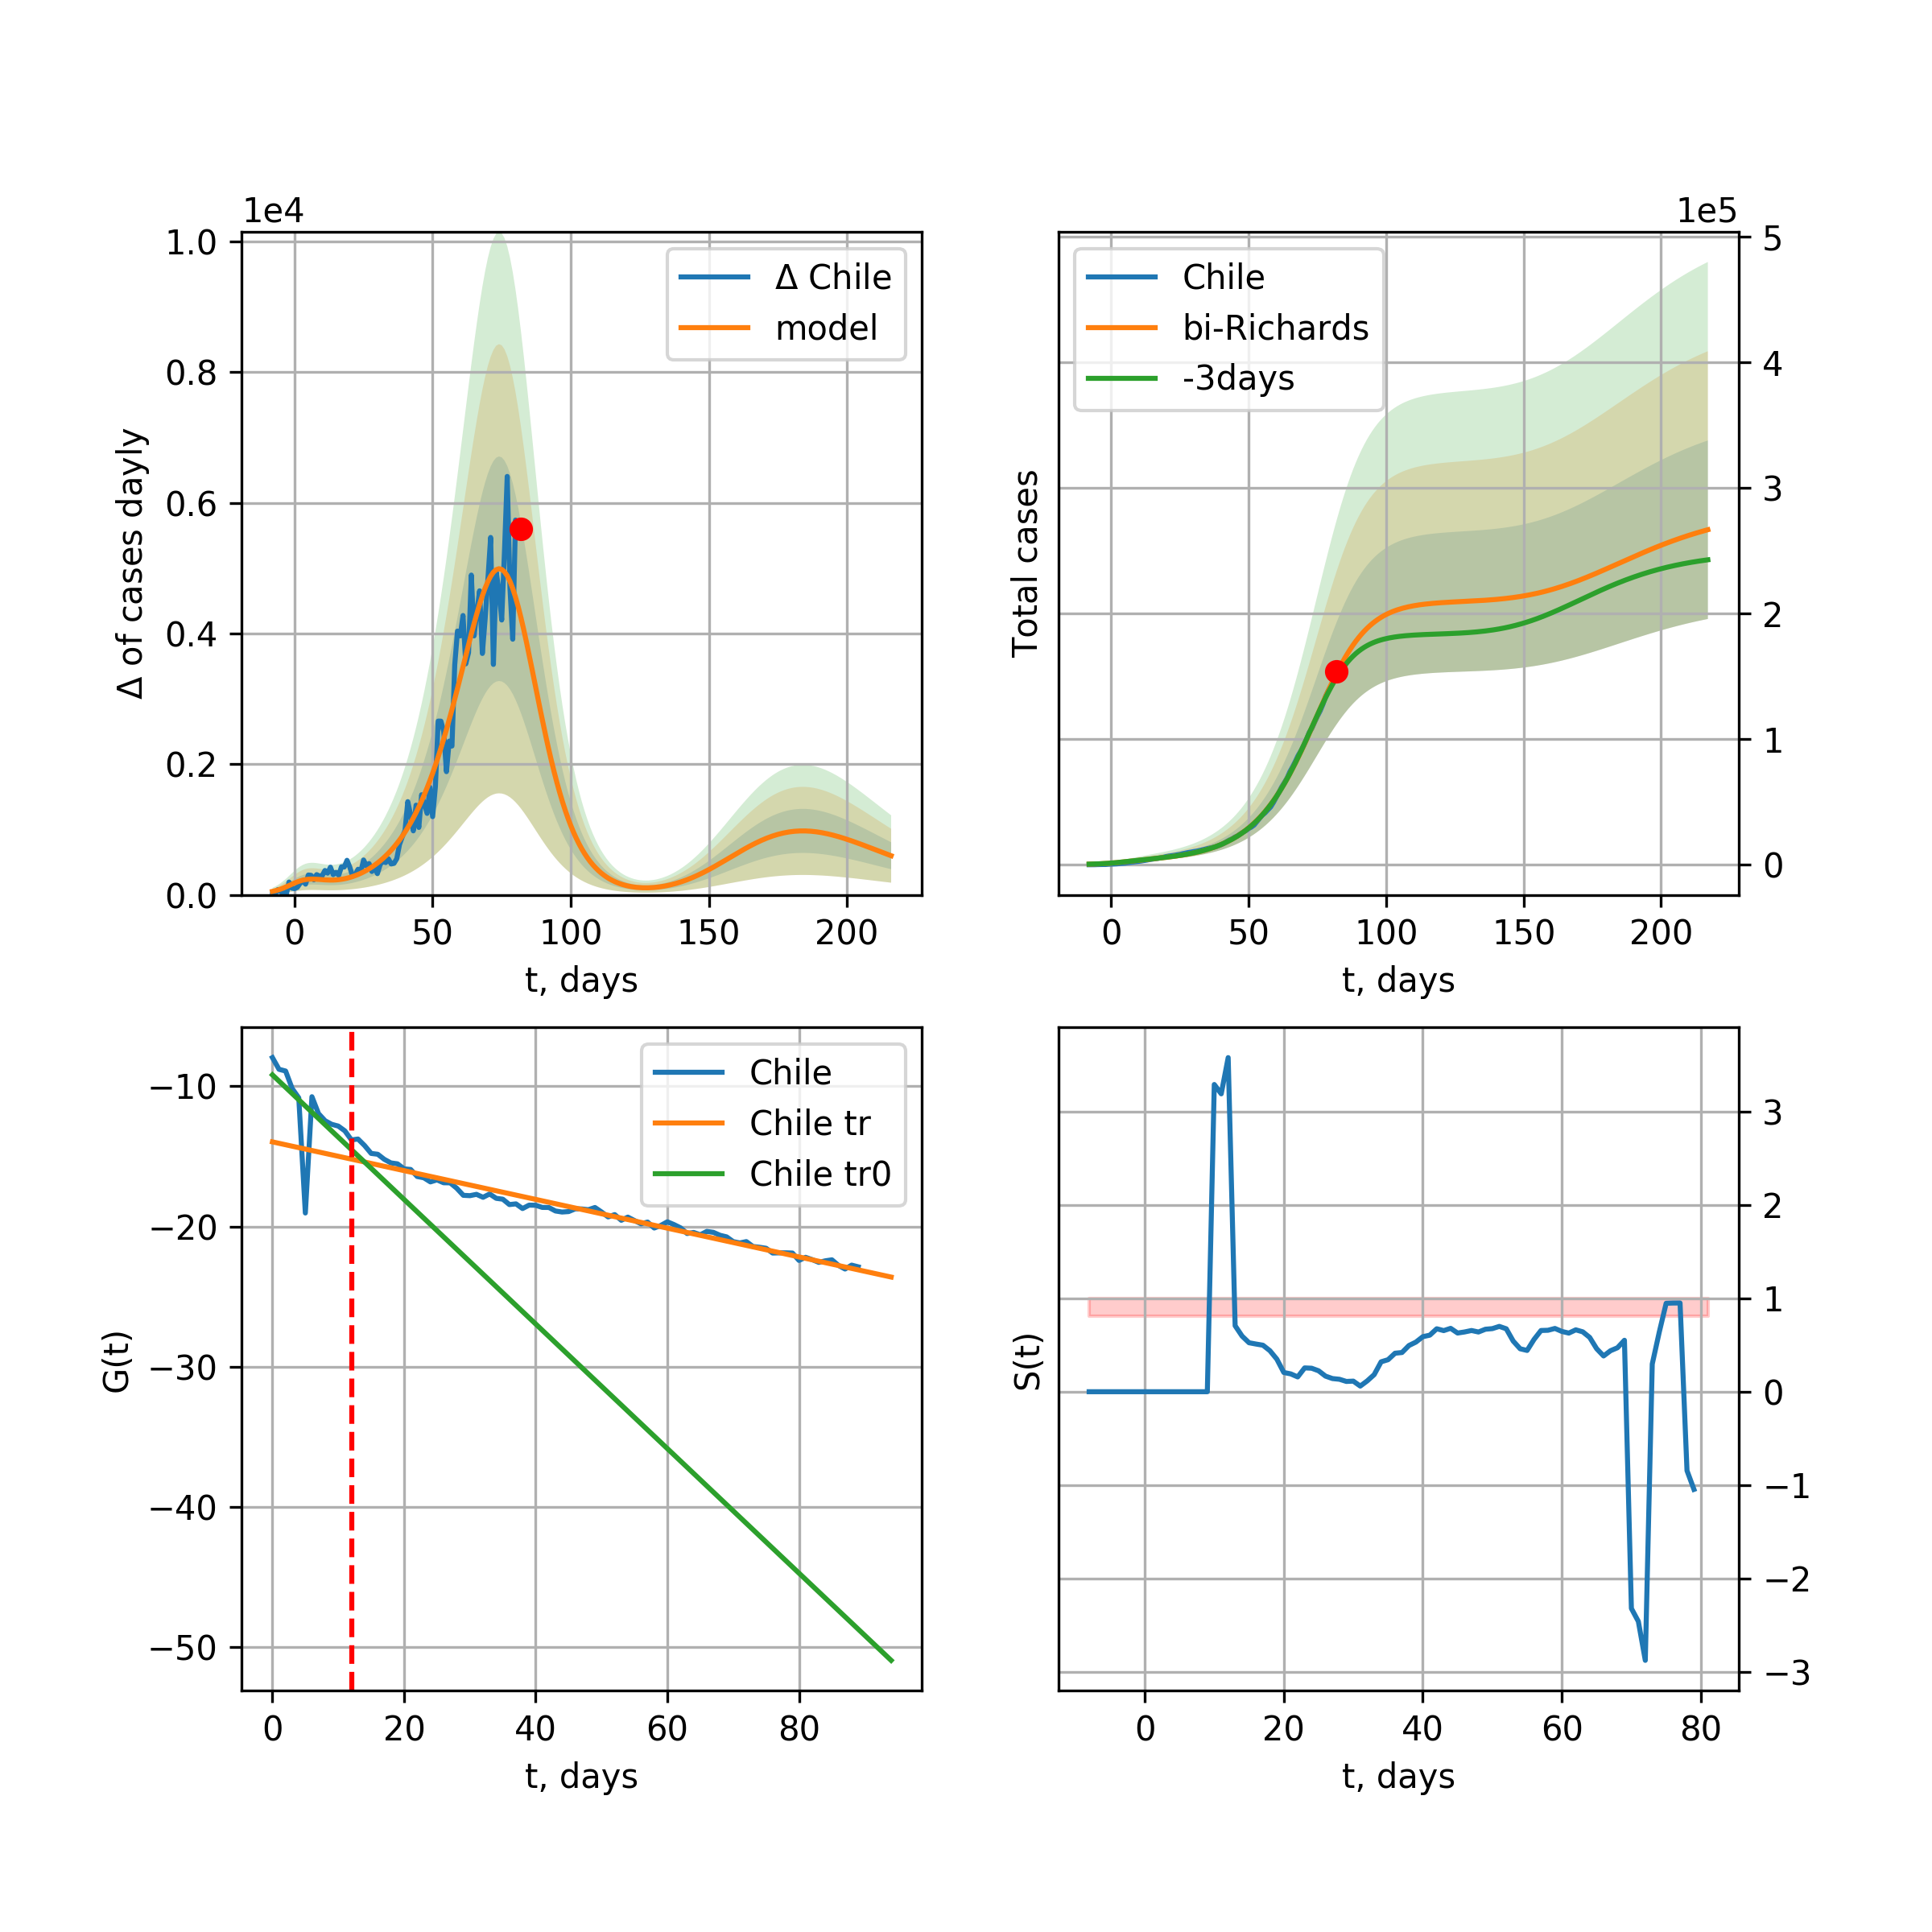 1e4
1.0
0.8
0.6
0.4
0.2
0.0
Δ of cases dayly
Δ Chile
model
0 50 100 150 200
t, days
1e5
5
4
3
2
1
0
Total cases
Chile
bi-Richards
-3days
0 50 100 150 200
t, days
−10
−20
−30
−40
−50
G(t)
Chile
Chile tr
Chile tr0
0 20 40 60 80
t, days
3
2
1
0
−1
−2
−3
S(t)
0 20 40 60 80
t, days